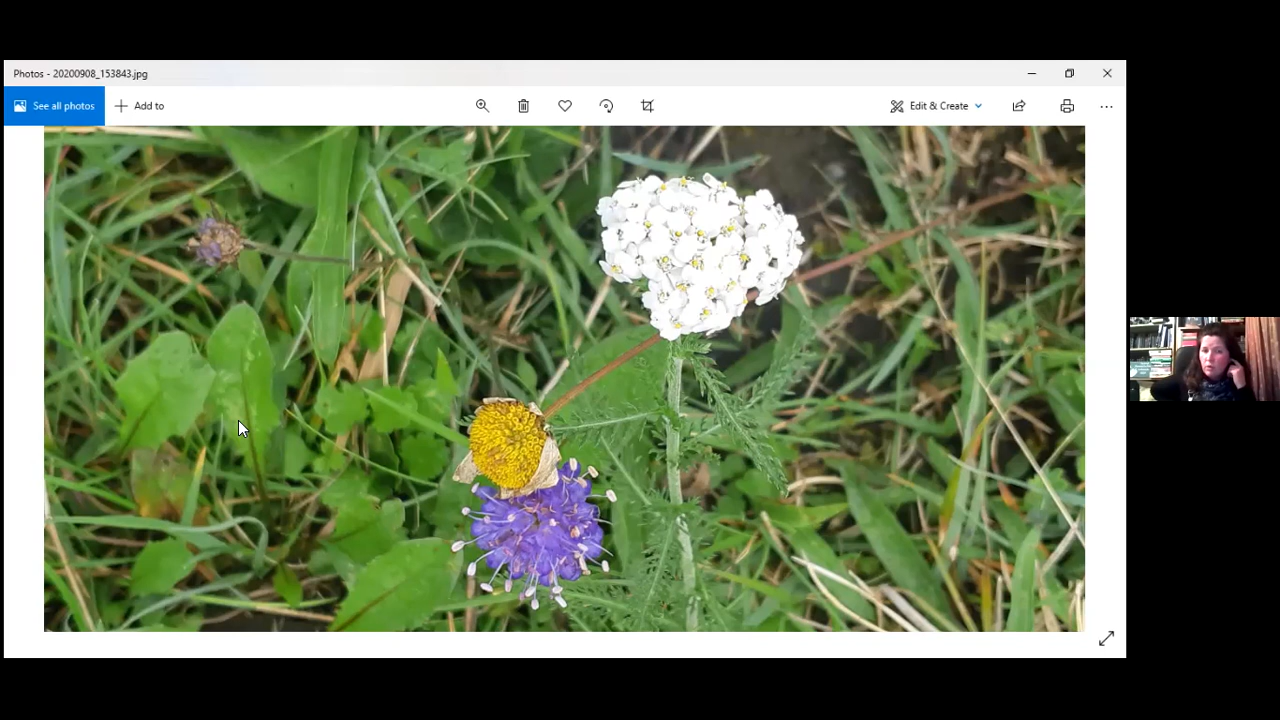 Photos - 20200908_153843.jpg
See all photos
Add to
Edit & Create